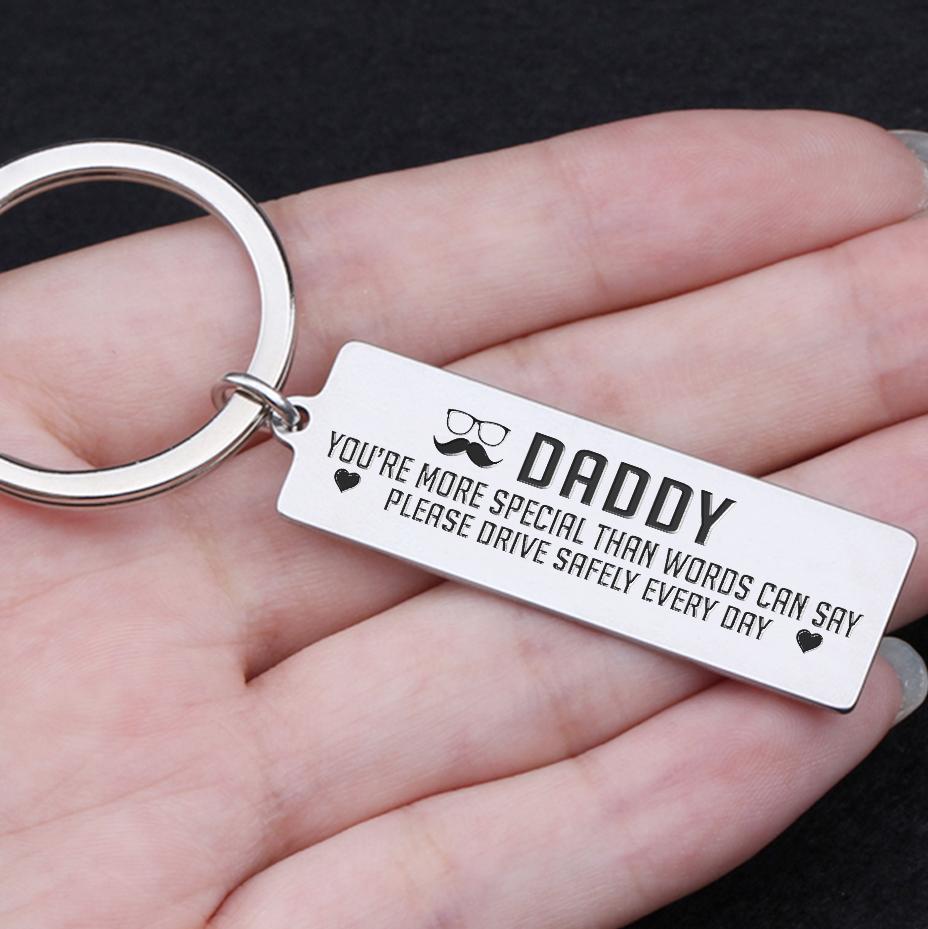 DADDY
YOU'RE MORE SPECIAL THAN WORDS CAN SAY
PLEASE DRIVE SAFELY EVERY DAY